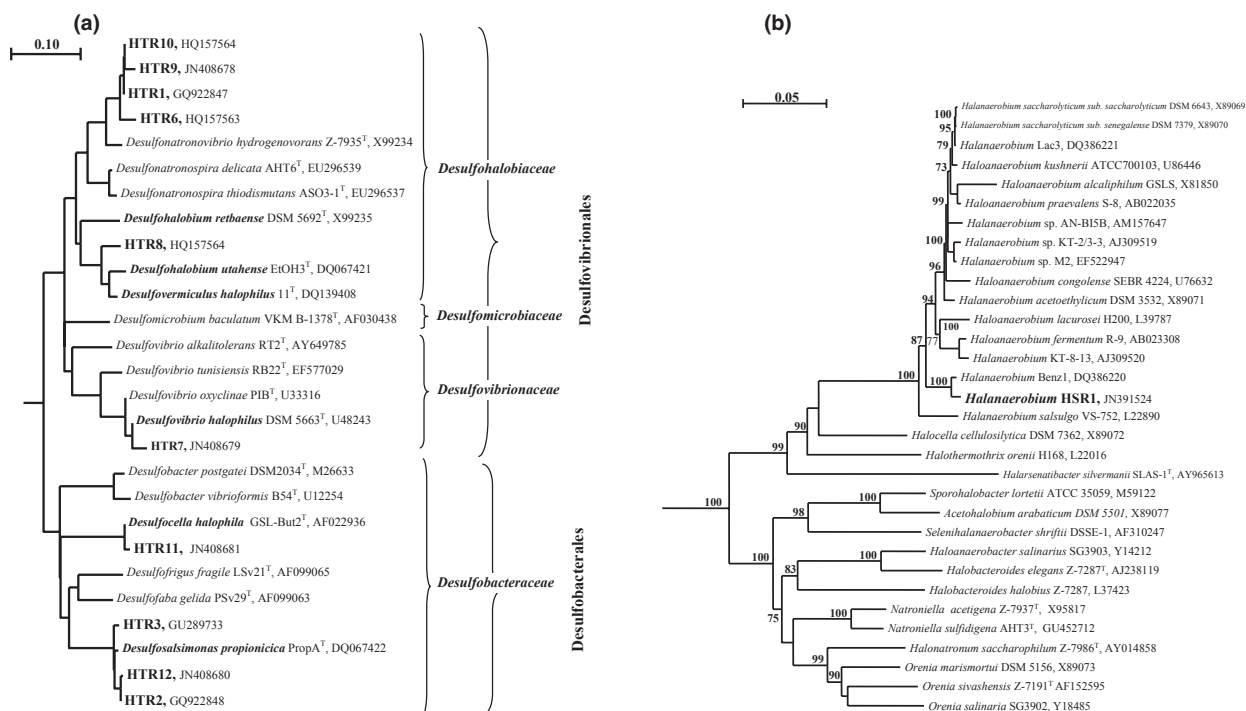 (a)
0.10
HTR10, HQ157564
HTR9, JN408678
HTR1, GQ922847
HTR6, HQ157563
Desulfonatronovibrio hydrogenovorans Z-7935T, X99234
Desulfonatronospira delicata AHT6T, EU296539
Desulfonatronospira thiodismutans ASO3-1T, EU296537
Desulfohalobium retbaense DSM 5692T, X99235
HTR8, HQ157564
Desulfohalobium utahense EtOH3T, DQ067421
Desulfovermiculus halophilus 11T, DQ139408
Desulfomicrobium baculatum VKM B-1378T, AF030438
Desulfovibrio alkalitolerans RT2T, AY649785
Desulfovibrio tunisiensis RB22T, EF577029
Desulfovibrio oxyclinae PIBT, U33316
Desulfovibrio halophilus DSM 5663T, U48243
HTR7, JN408679
Desulfobacter postgatei DSM2034T, M26633
Desulfobacter vibrioformis B54T, U12254
Desulfocella halophila GSL-But2T, AF022936
HTR11, JN408681
Desulfofrigus fragile LSv21T, AF099065
Desulfofaba gelida PSv29T, AF099063
HTR3, GU289733
Desulfosalsimonas propionicica PropAT, DQ067422
HTR12, JN408680
HTR2, GQ922848
Desulfohalobiaceae
Desulfomicrobiaceae
Desulfovibrionaceae
Desulfobacteraceae
Desulfovibrionales
Desulfobacterales
(b)
0.05
100
Halanaerobium saccharolyticum sub. saccharolyticum DSM 6643, X89069
95
Halanaerobium saccharolyticum sub. senegalense DSM 7379, X89070
79
Halanaerobium Lac3, DQ386221
73
Haloanaerobium kushnerii ATCC700103, U86446
Haloanaerobium alcaliphilum GSLS, X81850
99
Haloanaerobium praevalens S-8, AB022035
Halanaerobium sp. AN-BI5B, AM157647
100
Halanaerobium sp. KT-2/3-3, AJ309519
Halanaerobium sp. M2, EF522947
96
Haloanaerobium congolense SEBR 4224, U76632
94
Halanaerobium acetoethylicum DSM 3532, X89071
Haloanaerobium lacurosei H200, L39787
100
87
77
Haloanaerobium fermentum R-9, AB023308
Halanaerobium KT-8-13, AJ309520
100
100
Halanaerobium Benz1, DQ386220
Halanaerobium HSR1, JN391524
Halanaerobium salsulgo VS-752, L22890
90
Halocella cellulosilytica DSM 7362, X89072
99
Halothermothrix orenii H168, L22016
Halarsenatibacter silvermanii SLAS-1T, AY965613
100
100
Sporohalobacter lortetii ATCC 35059, M59122
98
Acetohalobium arabaticum DSM 5501, X89077
Selenihalanaerobacter shriftii DSSE-1, AF310247
100
100
Haloanaerobacter salinarius SG3903, Y14212
83
Halobacteroides elegans Z-7287T, AJ238119
Halobacteroides halobius Z-7287, L37423
75
100
Natroniella acetigena Z-7937T, X95817
Natroniella sulfidigena AHT3T, GU452712
99
Halonatronum saccharophilum Z-7986T, AY014858
90
Orenia marismortui DSM 5156, X89073
Orenia sivashensis Z-7191T AF152595
Orenia salinaria SG3902, Y18485